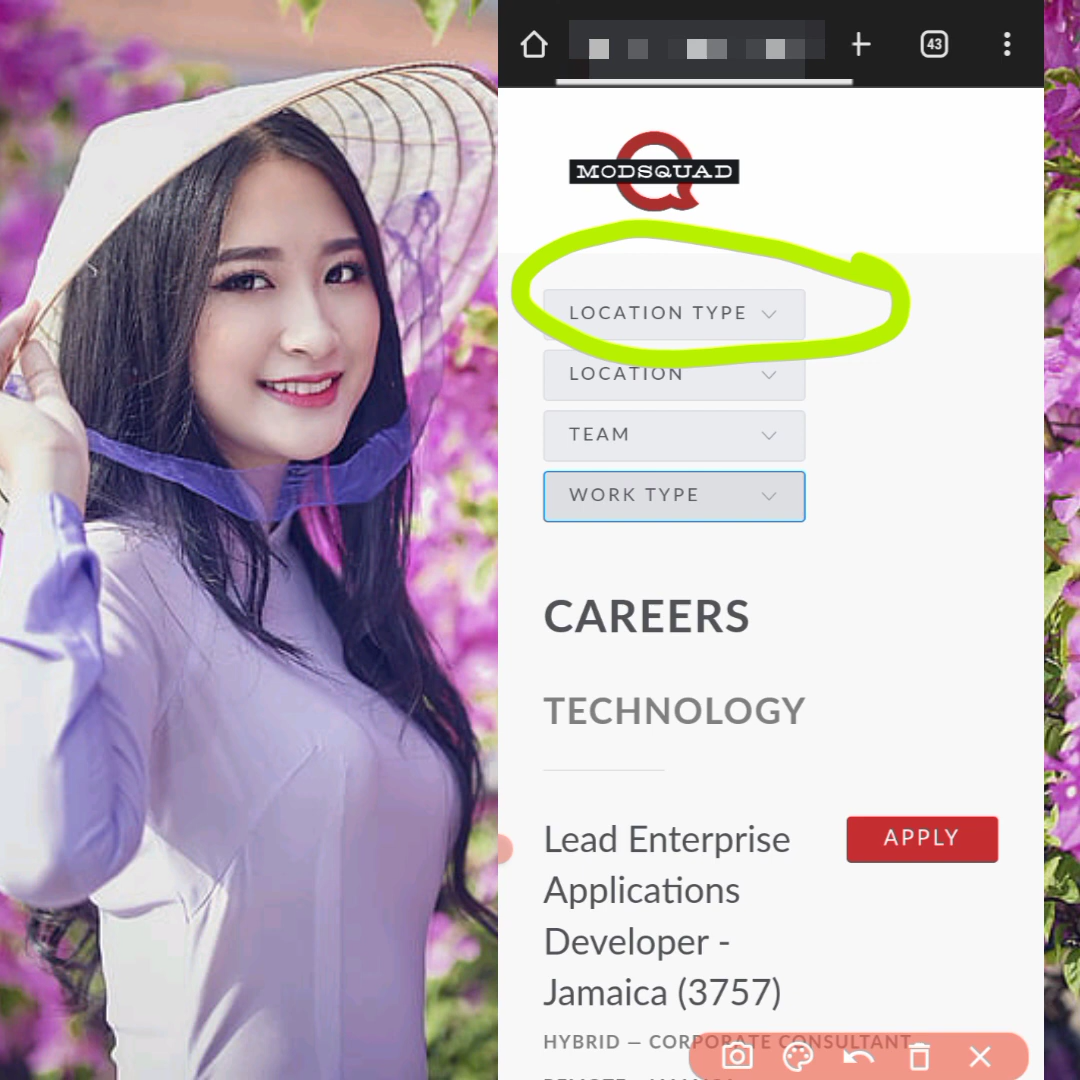 43
MODSQUAD
LOCATION TYPE
LOCATION
TEAM
WORK TYPE
CAREERS
TECHNOLOGY
Lead Enterprise
Applications
Developer -
Jamaica (3757)
APPLY
HYBRID — CORPORATE CONSULTANT